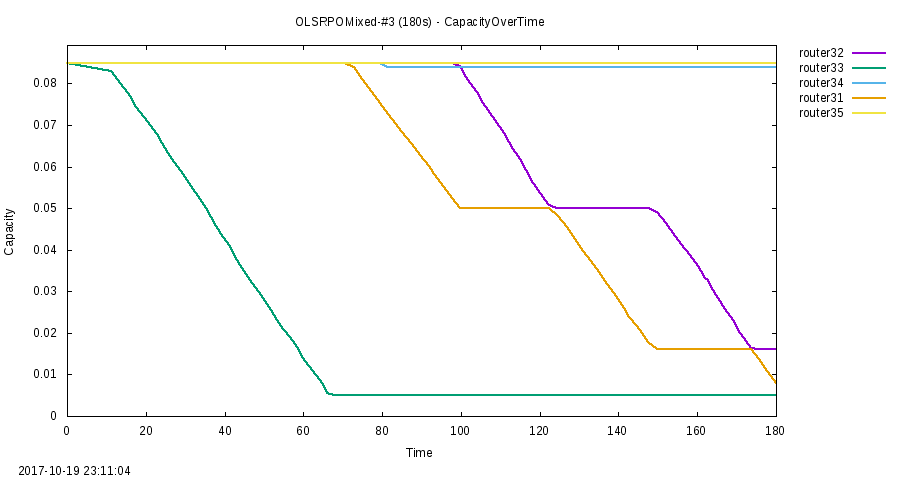 OLSRPOMixed-#3 (180s) - CapacityOverTime
router32
router33
router34
router31
router35
0.08
0.07
0.06
0.05
0.04
0.03
0.02
0.01
0
Capacity
0 20 40 60 80 100 120 140 160 180
Time
2017-10-19 23:11:04